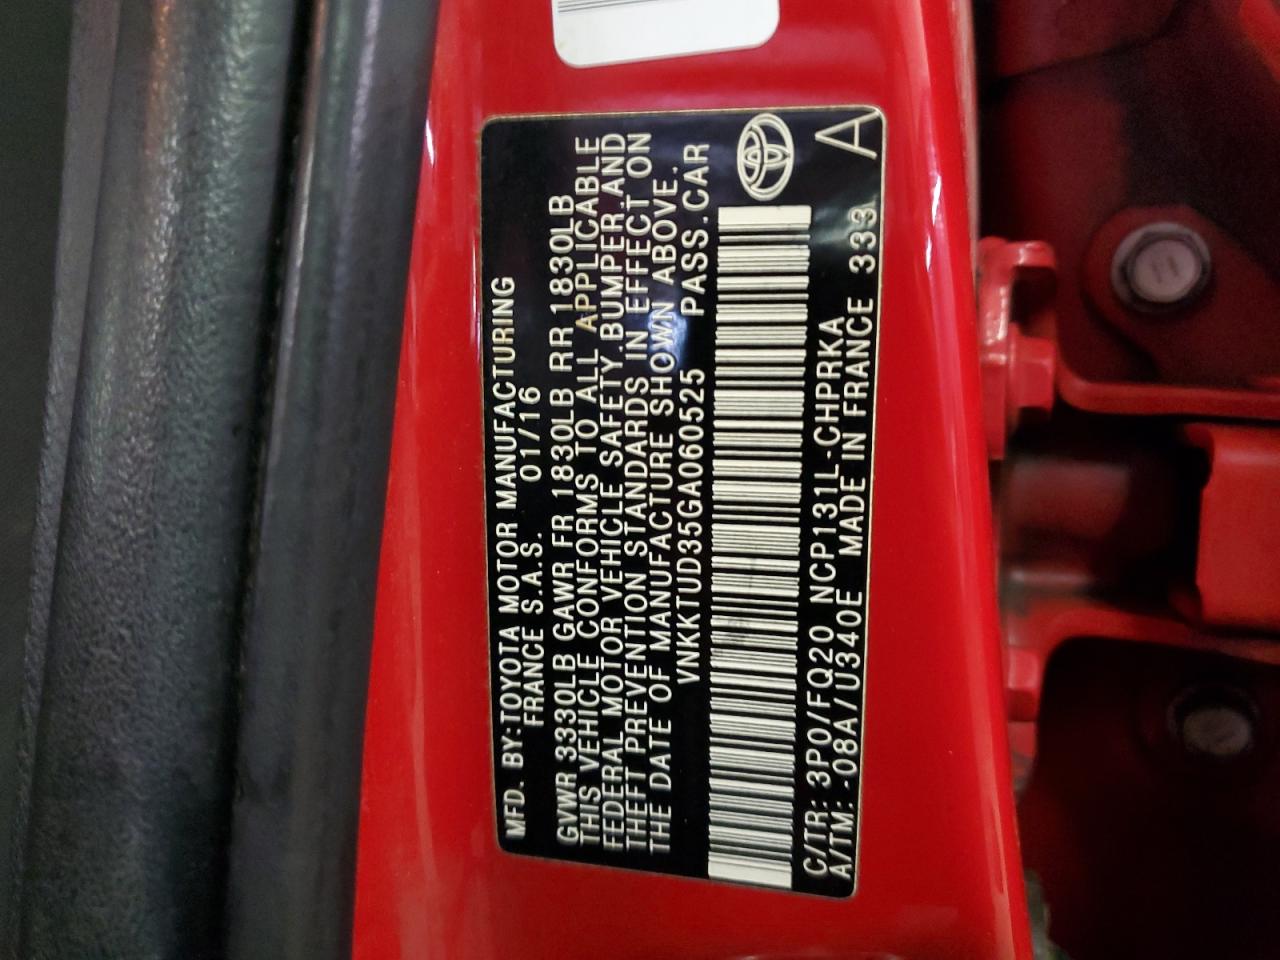 MFD. BY:TOYOTA MOTOR MANUFACTURING
FRANCE S.A.S. 01/16
GVWR 3330LB GAWR FR 1830LB RR 1830LB
THIS VEHICLE CONFORMS TO ALL APPLICABLE
FEDERAL MOTOR VEHICLE SAFETY.BUMPER.AND
THEFT PREVENTION STANDARDS IN EFFECT ON
THE DATE OF MANUFACTURE SHOWN ABOVE.
VNKKTUD35GA060525 PASS.CAR
C/TR: 3P0/FQ20 NCP131L-CHPRKA
A/TM: -08A/U340E MADE IN FRANCE 333
A